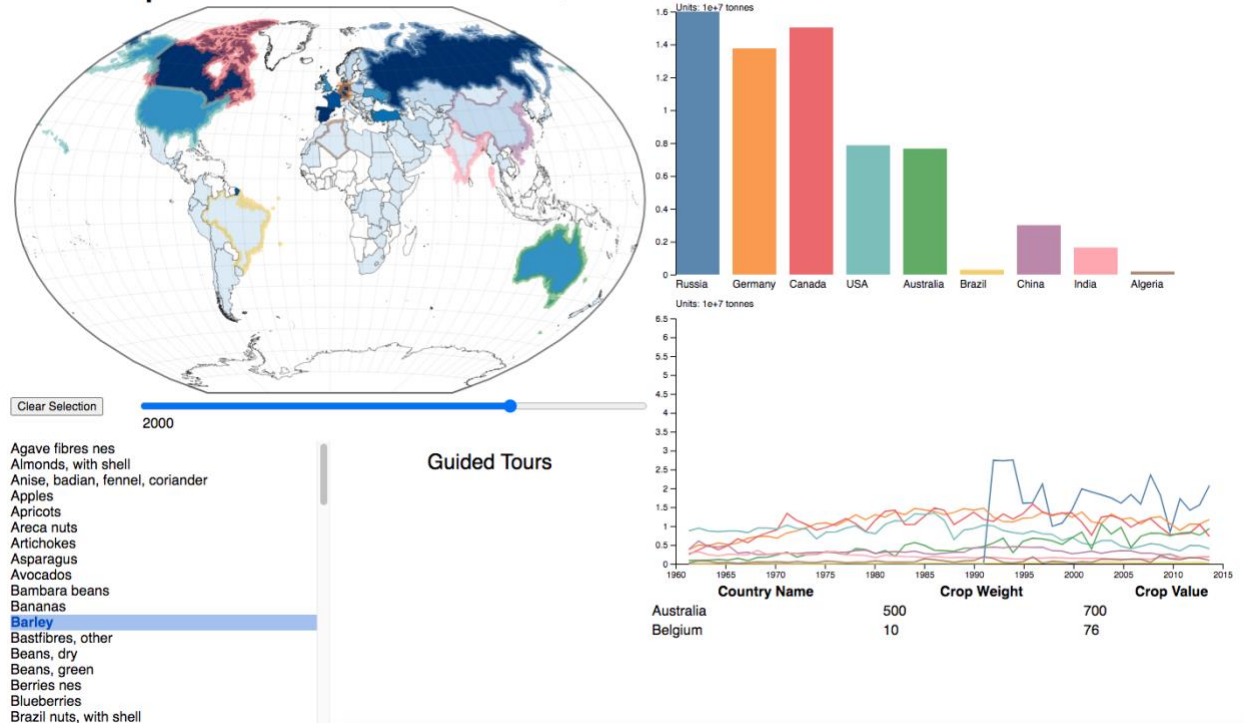 Clear Selection
2000
Agave fibres nes
Almonds, with shell
Anise, badian, fennel, coriander
Apples
Apricots
Areca nuts
Artichokes
Asparagus
Avocados
Bambara beans
Bananas
Barley
Bastfibres, other
Beans, dry
Beans, green
Berries nes
Blueberries
Brazil nuts, with shell
Guided Tours
Units: 1e+7 tonnes
1.6
1.4
1.2
1
0.8
0.6
0.4
0.2
0
Russia Germany Canada USA Australia Brazil China India Algeria
Units: 1e+7 tonnes
6.5
6
5.5
5
4.5
4
3.5
3
2.5
2
1.5
1
0.5
0
1960 1965 1970 1975 1980 1985 1990 1995 2000 2005 2010 2015
Country Name Crop Weight Crop Value
Australia 500 700
Belgium 10 76